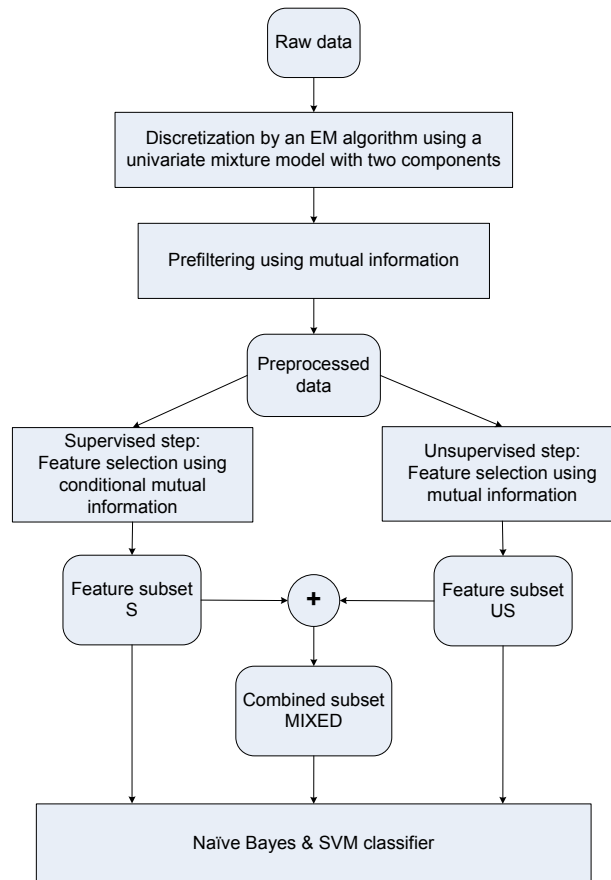 Raw data
Discretization by an EM algorithm using a
univariate mixture model with two components
Prefiltering using mutual information
Preprocessed
data
Supervised step:
Feature selection using
conditional mutual
information
Unsupervised step:
Feature selection using
mutual information
Feature subset
S
+
Feature subset
US
Combined subset
MIXED
Naïve Bayes & SVM classifier